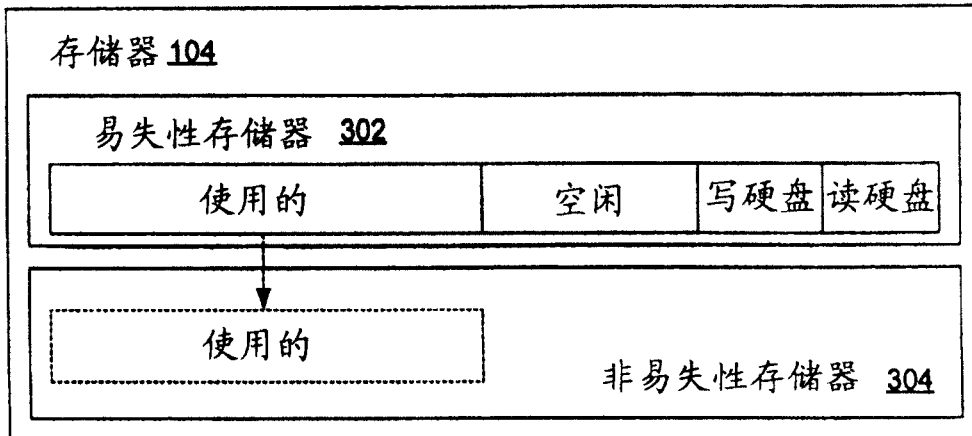 存储器 104
易失性存储器 302
使用的 空闲 写硬盘 读硬盘
使用的
非易失性存储器 304